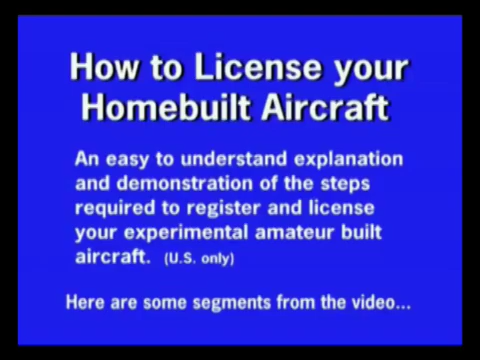 How to License your
Homebuilt Aircraft
An easy to understand explanation
and demonstration of the steps
required to register and license
your experimental amateur built
aircraft. (U.S. only)
Here are some segments from the video...